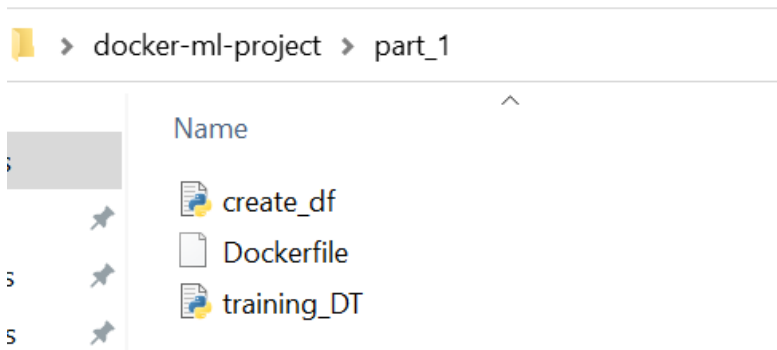 docker-ml-project > part_1
Name
create_df
Dockerfile
training_DT